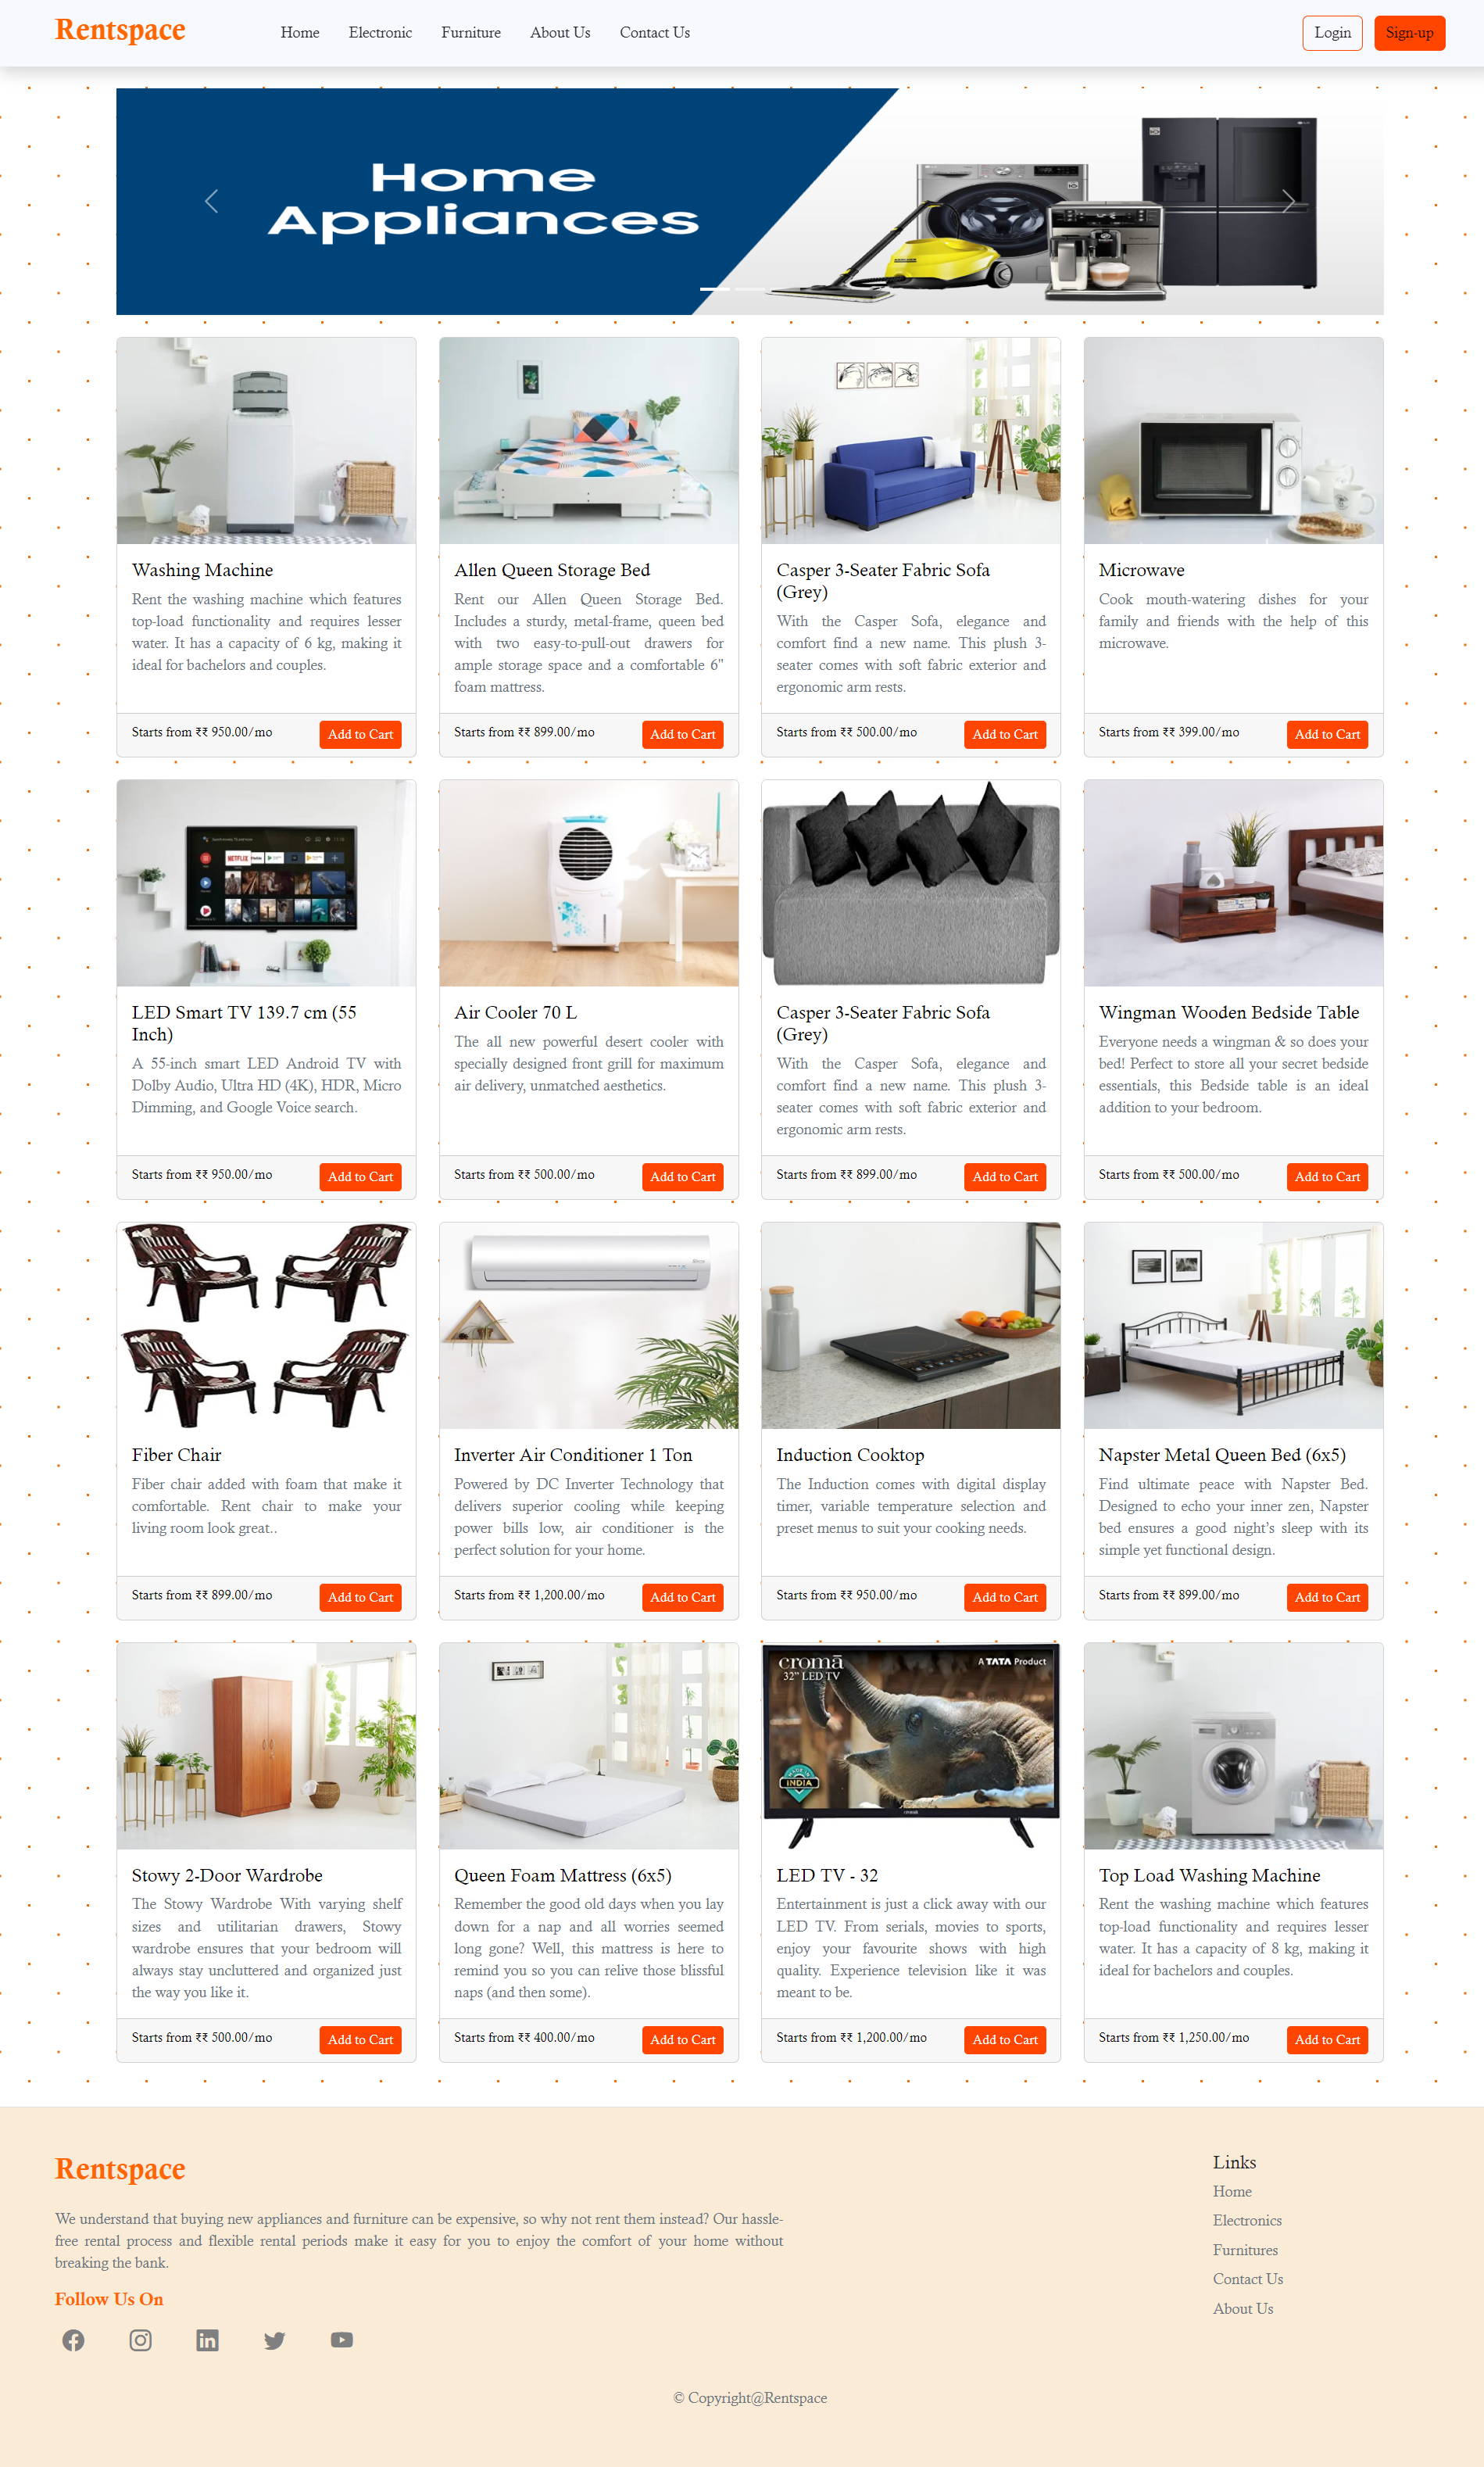 Rentspace
Home
Electronic
Furniture
About Us
Contact Us
Login
Sign-up
Home
Appliances
Washing Machine
Rent the washing machine which features
top-load functionality and requires lesser
water. It has a capacity of 6 kg, making it
ideal for bachelors and couples.
Starts from ₹₹ 950.00/mo
Add to Cart
Allen Queen Storage Bed
Rent our Allen Queen Storage Bed.
Includes a sturdy, metal-frame, queen bed
with two easy-to-pull-out drawers for
ample storage space and a comfortable 6"
foam mattress.
Starts from ₹₹ 899.00/mo
Add to Cart
Casper 3-Seater Fabric Sofa
(Grey)
With the Casper Sofa, elegance and
comfort find a new name. This plush 3-
seater comes with soft fabric exterior and
ergonomic arm rests.
Starts from ₹₹ 500.00/mo
Add to Cart
Microwave
Cook mouth-watering dishes for your
family and friends with the help of this
microwave.
Starts from ₹₹ 399.00/mo
Add to Cart
NETFLIX
LED Smart TV 139.7 cm (55
Inch)
A 55-inch smart LED Android TV with
Dolby Audio, Ultra HD (4K), HDR, Micro
Dimming, and Google Voice search.
Starts from ₹₹ 950.00/mo
Add to Cart
Air Cooler 70 L
The all new powerful desert cooler with
specially designed front grill for maximum
air delivery, unmatched aesthetics.
Starts from ₹₹ 500.00/mo
Add to Cart
Casper 3-Seater Fabric Sofa
(Grey)
With the Casper Sofa, elegance and
comfort find a new name. This plush 3-
seater comes with soft fabric exterior and
ergonomic arm rests.
Starts from ₹₹ 899.00/mo
Add to Cart
Wingman Wooden Bedside Table
Everyone needs a wingman & so does your
bed! Perfect to store all your secret bedside
essentials, this Bedside table is an ideal
addition to your bedroom.
Starts from ₹₹ 500.00/mo
Add to Cart
Fiber Chair
Fiber chair added with foam that make it
comfortable. Rent chair to make your
living room look great..
Starts from ₹₹ 899.00/mo
Add to Cart
Inverter Air Conditioner 1 Ton
Powered by DC Inverter Technology that
delivers superior cooling while keeping
power bills low, air conditioner is the
perfect solution for your home.
Starts from ₹₹ 1,200.00/mo
Add to Cart
Induction Cooktop
The Induction comes with digital display
timer, variable temperature selection and
preset menus to suit your cooking needs.
Starts from ₹₹ 950.00/mo
Add to Cart
Napster Metal Queen Bed (6x5)
Find ultimate peace with Napster Bed.
Designed to echo your inner zen, Napster
bed ensures a good night's sleep with its
simple yet functional design.
Starts from ₹₹ 899.00/mo
Add to Cart
Stowy 2-Door Wardrobe
The Stowy Wardrobe With varying shelf
sizes and utilitarian drawers, Stowy
wardrobe ensures that your bedroom will
always stay uncluttered and organized just
the way you like it.
Starts from ₹₹ 500.00/mo
Add to Cart
Queen Foam Mattress (6x5)
Remember the good old days when you lay
down for a nap and all worries seemed
long gone? Well, this mattress is here to
remind you so you can relive those blissful
naps (and then some).
Starts from ₹₹ 400.00/mo
Add to Cart
cromā
32" LED TV
A TATA Product
MADE IN
INDIA
croma
LED TV - 32
Entertainment is just a click away with our
LED TV. From serials, movies to sports,
enjoy your favourite shows with high
quality. Experience television like it was
meant to be.
Starts from ₹₹ 1,200.00/mo
Add to Cart
Top Load Washing Machine
Rent the washing machine which features
top-load functionality and requires lesser
water. It has a capacity of 8 kg, making it
ideal for bachelors and couples.
Starts from ₹₹ 1,250.00/mo
Add to Cart
Rentspace
We understand that buying new appliances and furniture can be expensive, so why not rent them instead? Our hassle-
free rental process and flexible rental periods make it easy for you to enjoy the comfort of your home without
breaking the bank.
Follow Us On
Links
Home
Electronics
Furnitures
Contact Us
About Us
© Copyright@Rentspace